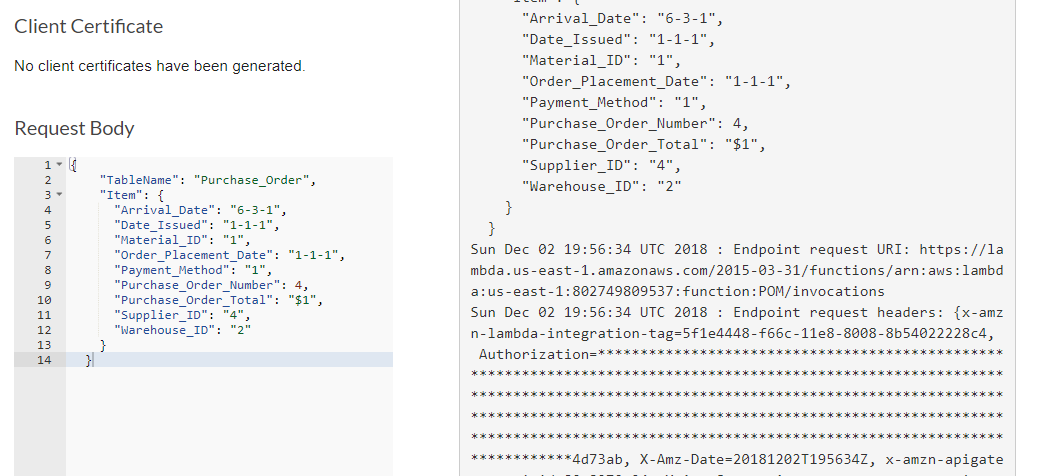 Client Certificate
No client certificates have been generated.
Request Body
1 {
2 "TableName": "Purchase_Order",
3 "Item": {
4 "Arrival_Date": "6-3-1",
5 "Date_Issued": "1-1-1",
6 "Material_ID": "1",
7 "Order_Placement_Date": "1-1-1",
8 "Payment_Method": "1",
9 "Purchase_Order_Number": 4,
10 "Purchase_Order_Total": "$1",
11 "Supplier_ID": "4",
12 "Warehouse_ID": "2"
13 }
14 }
"Item": {
"Arrival_Date": "6-3-1",
"Date_Issued": "1-1-1",
"Material_ID": "1",
"Order_Placement_Date": "1-1-1",
"Payment_Method": "1",
"Purchase_Order_Number": 4,
"Purchase_Order_Total": "$1",
"Supplier_ID": "4",
"Warehouse_ID": "2"
}
}
Sun Dec 02 19:56:34 UTC 2018 : Endpoint request URI: https://la
mbda.us-east-1.amazonaws.com/2015-03-31/functions/arn:aws:lambd
a:us-east-1:802749809537:function:POM/invocations
Sun Dec 02 19:56:34 UTC 2018 : Endpoint request headers: {x-amz
n-lambda-integration-tag=5f1e4448-f66c-11e8-8008-8b54022228c4,
Authorization=************************************************
***************************************************************
***************************************************************
***************************************************************
***************************************************************
************4d73ab, X-Amz-Date=20181202T195634Z, x-amzn-apigate